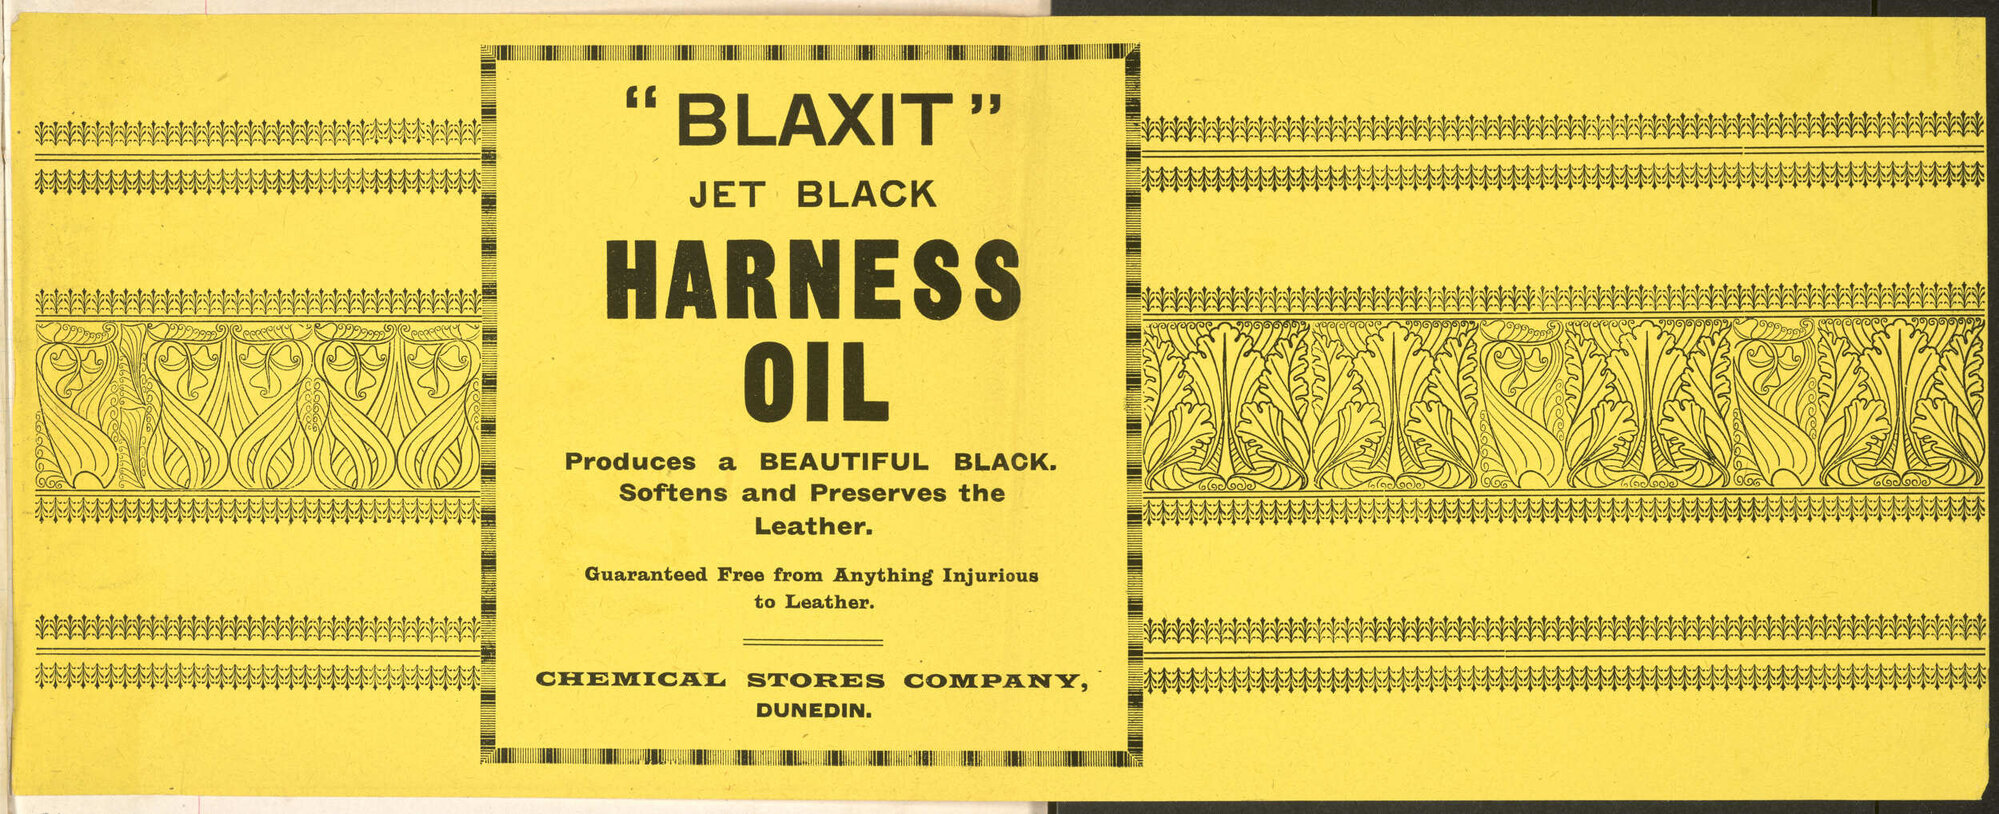 "BLAXIT"
JET BLACK
HARNESS
OIL
Produces a BEAUTIFUL BLACK.
Softens and Preserves the
Leather.
Guaranteed Free from Anything Injurious
to Leather.
CHEMICAL STORES COMPANY,
DUNEDIN.